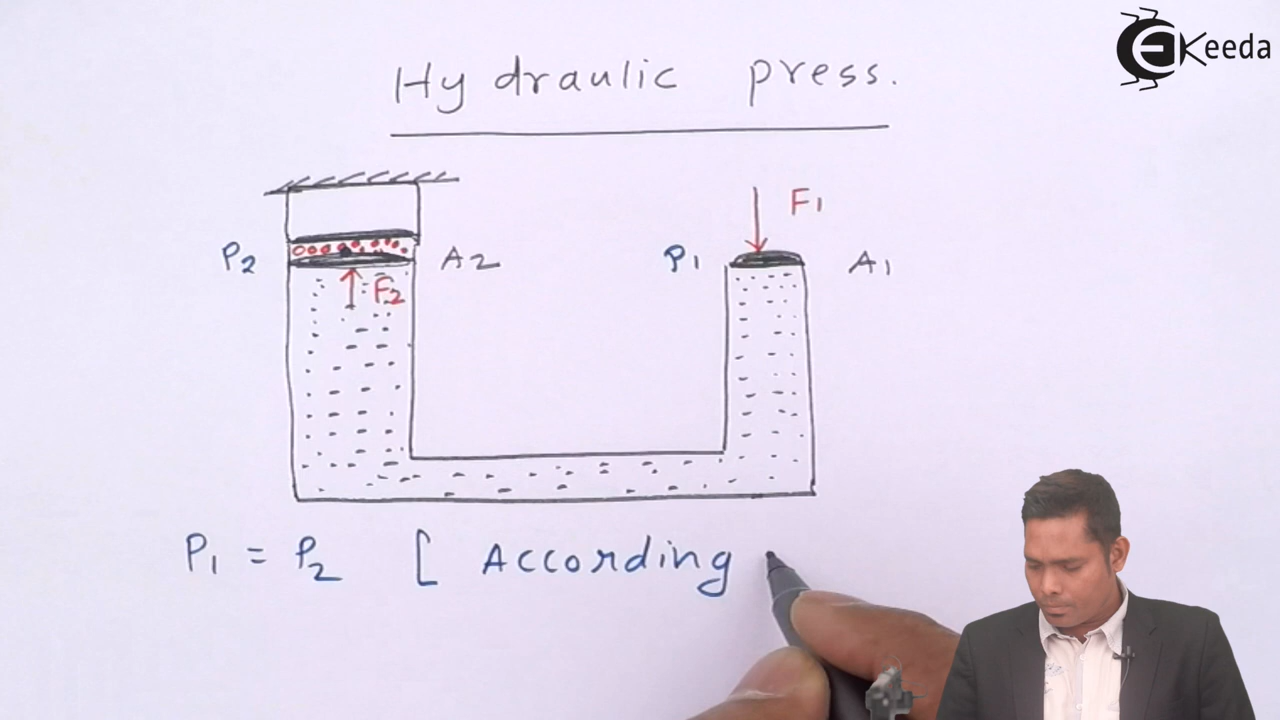 EKeeda
Hydraulic press.
F1
P2 A2 P1 A1
F2
P1 = P2 [ According